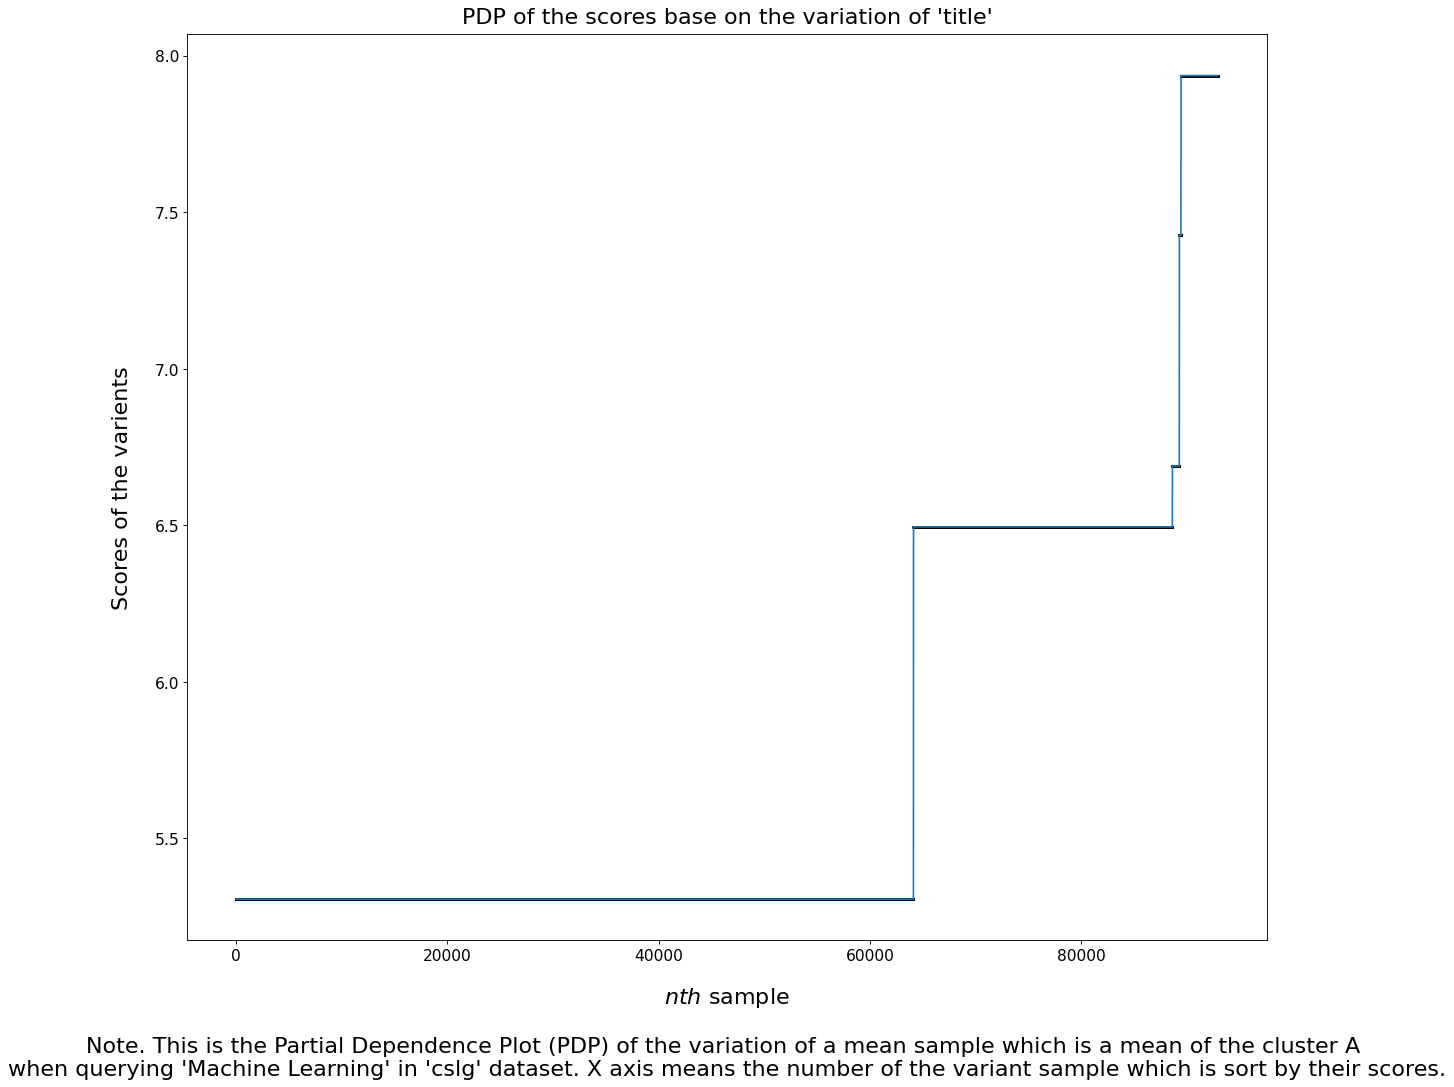 PDP of the scores base on the variation of 'title'
8.0
7.5
7.0
6.5
6.0
5.5
Scores of the varients
0 20000 40000 60000 80000
nth sample
Note. This is the Partial Dependence Plot (PDP) of the variation of a mean sample which is a mean of the cluster A
when querying 'Machine Learning' in 'cslg' dataset. X axis means the number of the variant sample which is sort by their scores.